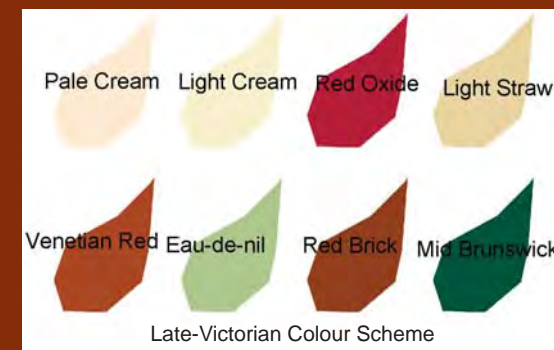 Pale Cream Light Cream Red Oxide Light Straw
Venetian Red Eau-de-nil Red Brick Mid Brunswick
Late-Victorian Colour Scheme